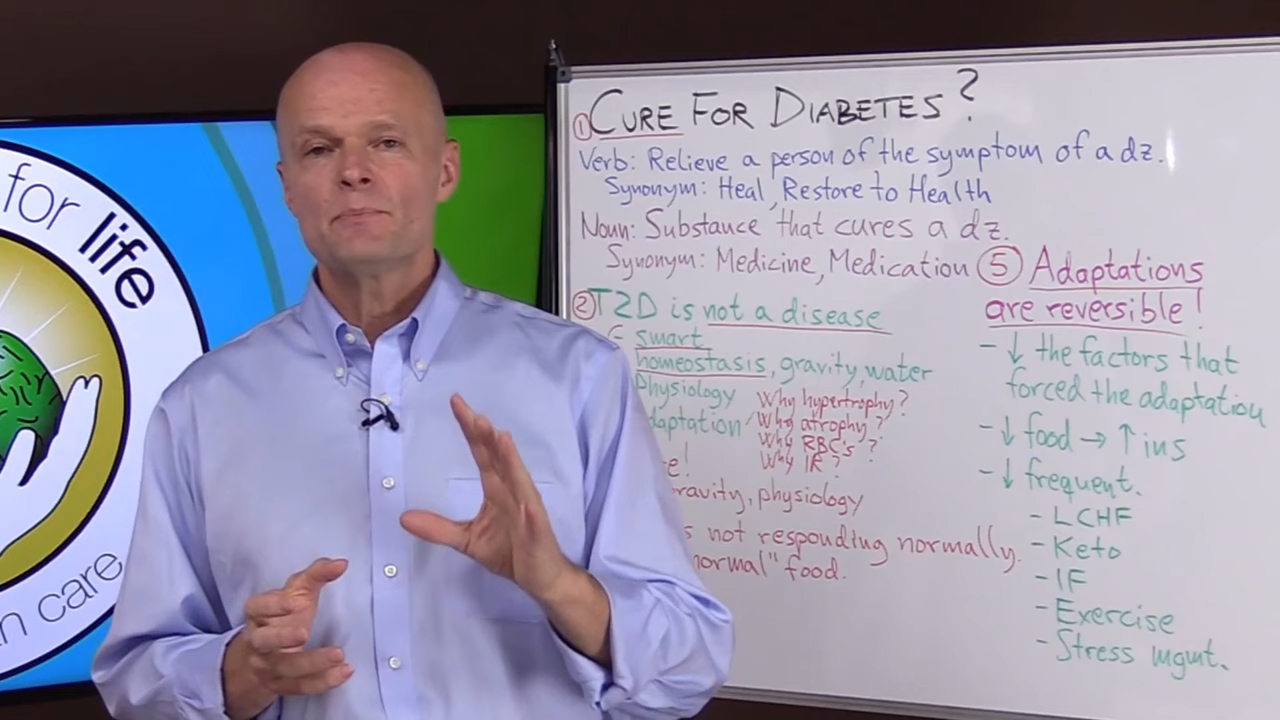 for life
n care
① CURE FOR DIABETES?
Verb: Relieve a person of the symptom of a dz.
Synonym: Heal, Restore to Health
Noun: Substance that cures a dz.
Synonym: Medicine, Medication
② T2D is not a disease
smart
homeostasis, gravity, water
Physiology
daptation
Why hypertrophy?
Why atrophy?
Why RBC's?
Why IR?
e!
ravity, physiology
s not responding normally.
normal" food.
⑤ Adaptations
are reversible!
- ↓ the factors that
forced the adaptation
- ↓ food → ↑ ins
- ↓ frequent.
- LCHF
- Keto
- IF
- Exercise
- Stress mgmt.